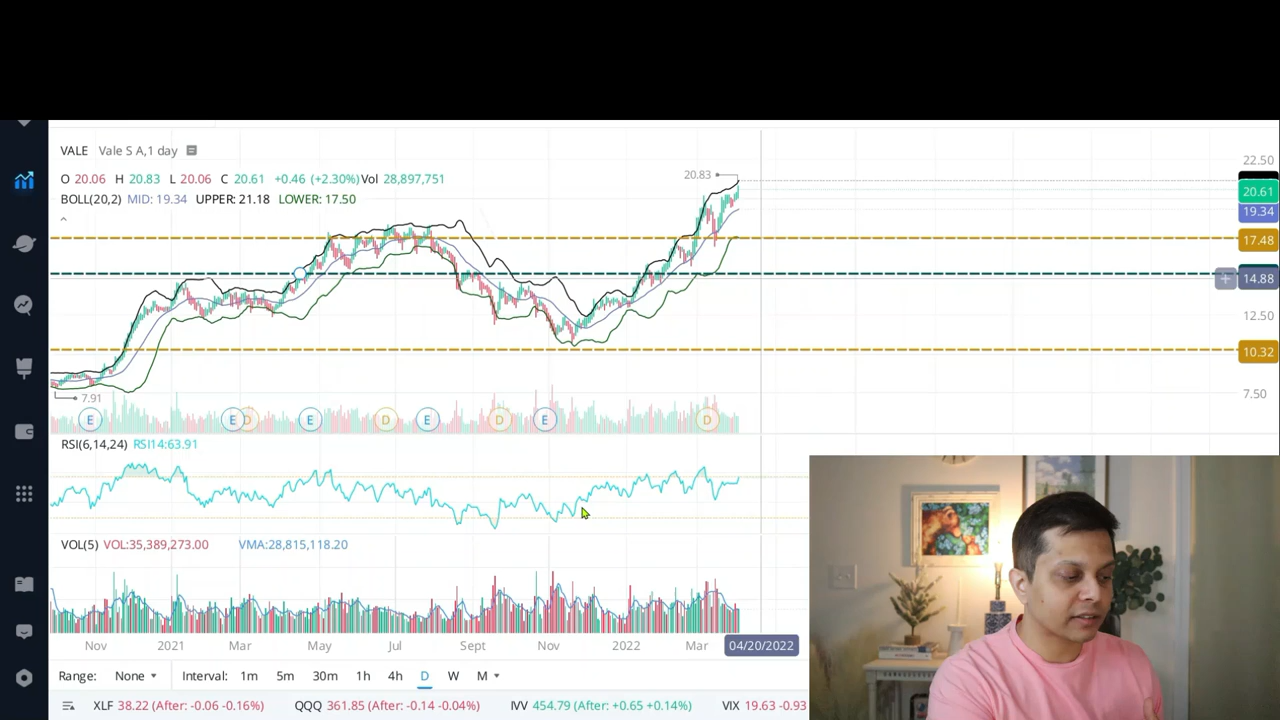 VALE Vale S A,1 day
O 20.06 H 20.83 L 20.06 C 20.61 +0.46 (+2.30%) Vol 28,897,751
BOLL(20,2) MID: 19.34 UPPER: 21.18 LOWER: 17.50
20.83
22.50
20.61
19.34
17.48
+ 14.88
12.50
10.32
7.50
7.91
E E D E D E D E D
RSI(6,14,24) RSI14:63.91
VOL(5) VOL:35,389,273.00 VMA:28,815,118.20
Nov 2021 Mar May Jul Sept Nov 2022 Mar 04/20/2022
Range: None Interval: 1m 5m 30m 1h 4h D W M
XLF 38.22 (After: -0.06 -0.16%) QQQ 361.85 (After: -0.14 -0.04%) IVV 454.79 (After: +0.65 +0.14%) VIX 19.63 -0.93